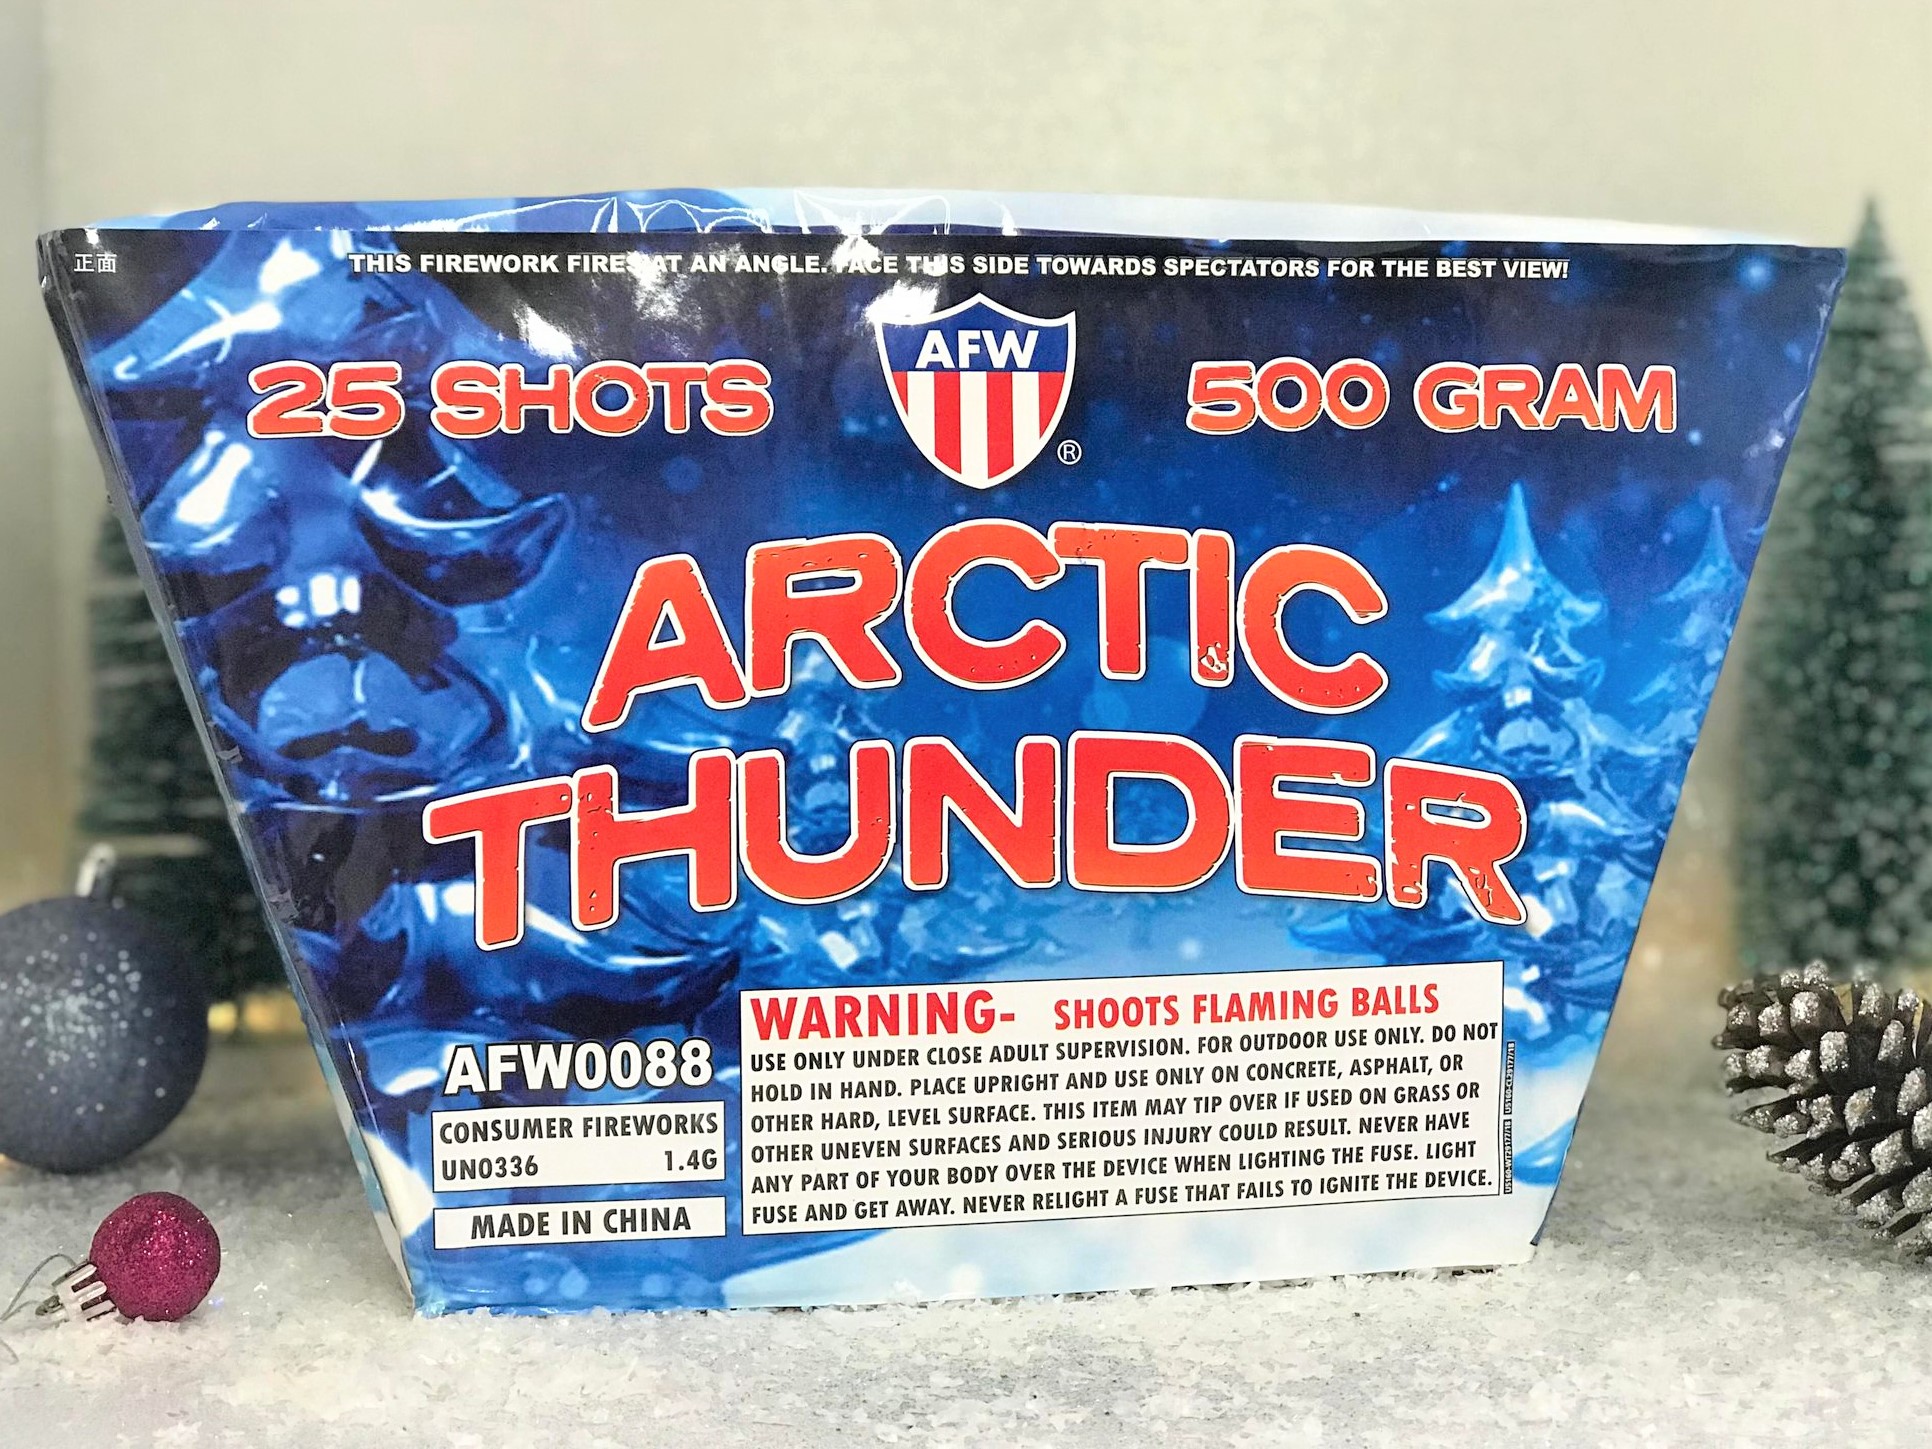 正面
THIS FIREWORK FIRES AT AN ANGLE. FACE THIS SIDE TOWARDS SPECTATORS FOR THE BEST VIEW!
25 SHOTS
AFW
®
500 GRAM
ARCTIC
THUNDER
AFW0088
CONSUMER FIREWORKS
UN0336 1.4G
MADE IN CHINA
WARNING- SHOOTS FLAMING BALLS
USE ONLY UNDER CLOSE ADULT SUPERVISION. FOR OUTDOOR USE ONLY. DO NOT
HOLD IN HAND. PLACE UPRIGHT AND USE ONLY ON CONCRETE, ASPHALT, OR
OTHER HARD, LEVEL SURFACE. THIS ITEM MAY TIP OVER IF USED ON GRASS OR
OTHER UNEVEN SURFACES AND SERIOUS INJURY COULD RESULT. NEVER HAVE
ANY PART OF YOUR BODY OVER THE DEVICE WHEN LIGHTING THE FUSE. LIGHT
FUSE AND GET AWAY. NEVER RELIGHT A FUSE THAT FAILS TO IGNITE THE DEVICE.